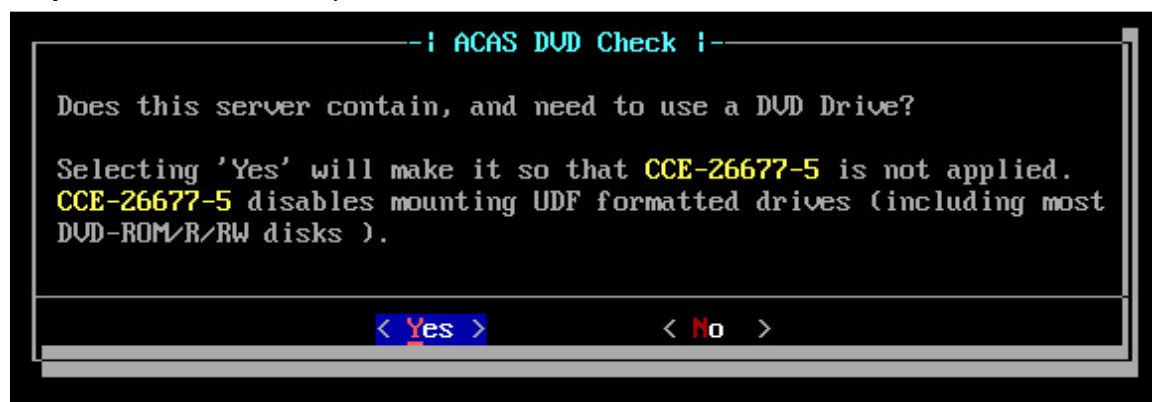 -| ACAS DVD Check |-
Does this server contain, and need to use a DVD Drive?
Selecting 'Yes' will make it so that CCE-26677-5 is not applied.
CCE-26677-5 disables mounting UDF formatted drives (including most
DVD-ROM/R/RW disks ).
< Yes > < No >